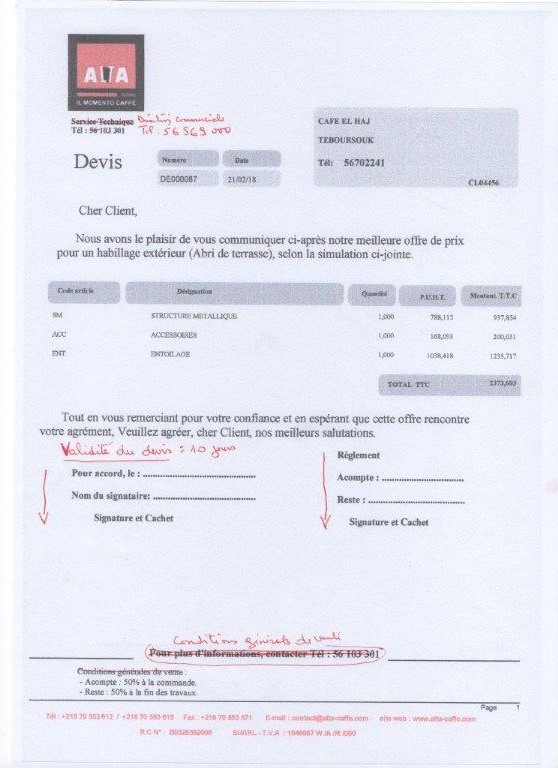 ALTA
IL MOMENTO CAFFÈ
Service Technique Direction Commerciale
Tél : 56 103 301 Tel. 56 569 000
Devis
Numéro Date
DE000087 21/02/18
CAFE EL HAJ
TEBOURSOUK
Tél: 56702241
CL04456
Cher Client,
Nous avons le plaisir de vous communiquer ci-après notre meilleure offre de prix
pour un habillage extérieur (Abri de terrasse), selon la simulation ci-jointe.
Code article Désignation Quantité P.U.H.T. Montant. T.T.C
SM STRUCTURE METALLIQUE 1,000 788,113 937,854
ACC ACCESSOIRES 1,000 168,093 200,031
ENT ENTOILAGE 1,000 1038,418 1235,717
TOTAL TTC 2373,603
Tout en vous remerciant pour votre confiance et en espérant que cette offre rencontre
votre agrément, Veuillez agréer, cher Client, nos meilleurs salutations.
Validité du devis : 10 jours
Pour accord, le : ................................
Nom du signataire: .............................
Signature et Cachet
Règlement
Acompte : ........................
Reste : ............................
Signature et Cachet
Conditions générales de vente
Pour plus d'informations, contacter Tél : 56 103 301
Conditions générales de vente :
- Acompte : 50% à la commande.
- Reste : 50% à la fin des travaux.
Page 1
Tél : +216 70 553 612 / +216 70 553 615 Fax : +216 70 553 571 E-mail : contact@alta-caffe.com site web : www.alta-caffe.com
R.C N° : SUARL - T.V.A :